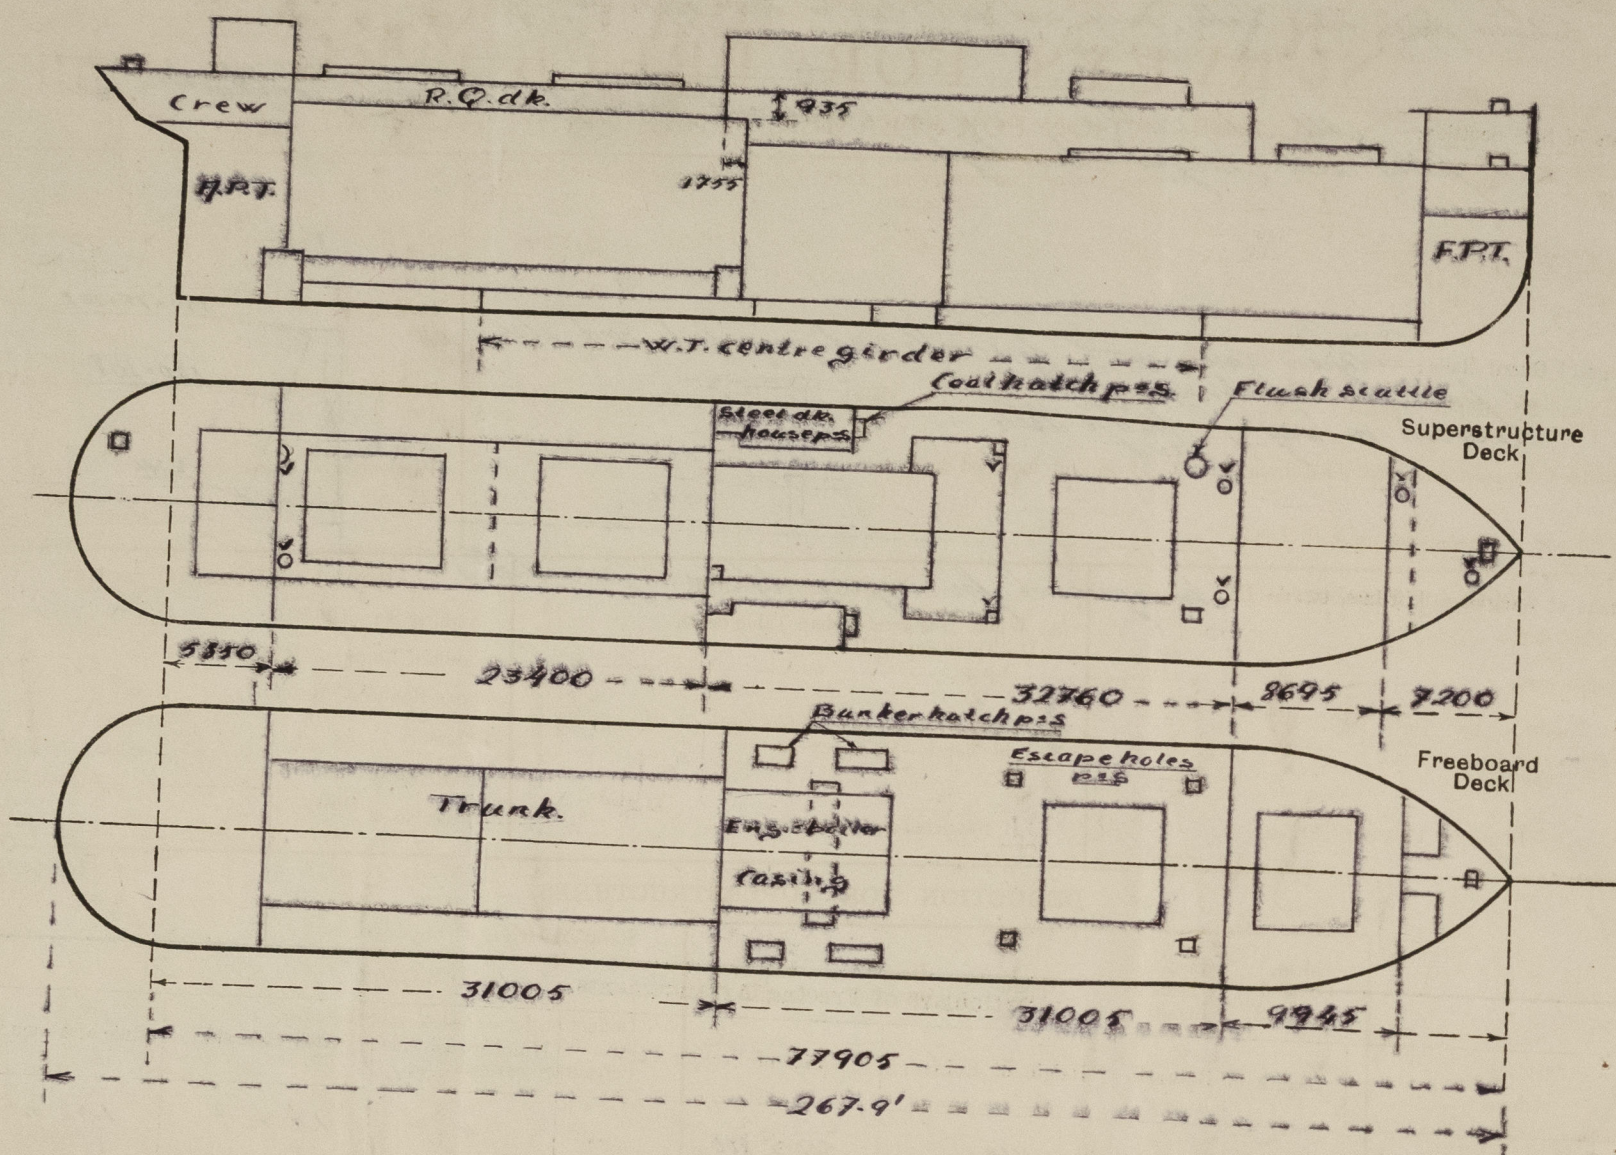 Crew
R.Q.dk.
935
1755
A.P.T.
F.P.T.
W.T. centre girder
Coal hatch p&s.
Flush scuttle
Steel dk.
house p&s
Superstructure
Deck
5350
23400
32760
8695
7200
Bunker hatch p&s
Escape holes
p&s
Freeboard
Deck
Trunk.
Eng. & boiler
Casing
31005
31005
9945
77905
267.9'